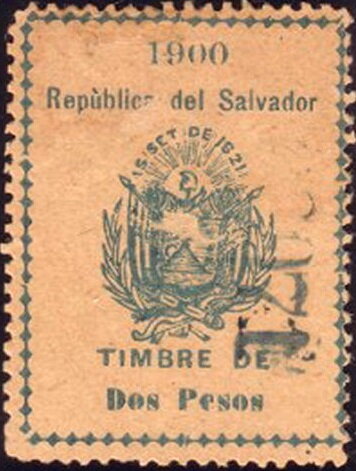 1900
Repùblica del Salvador
15 SET DE 1821
TIMBRE DE
Dos Pesos